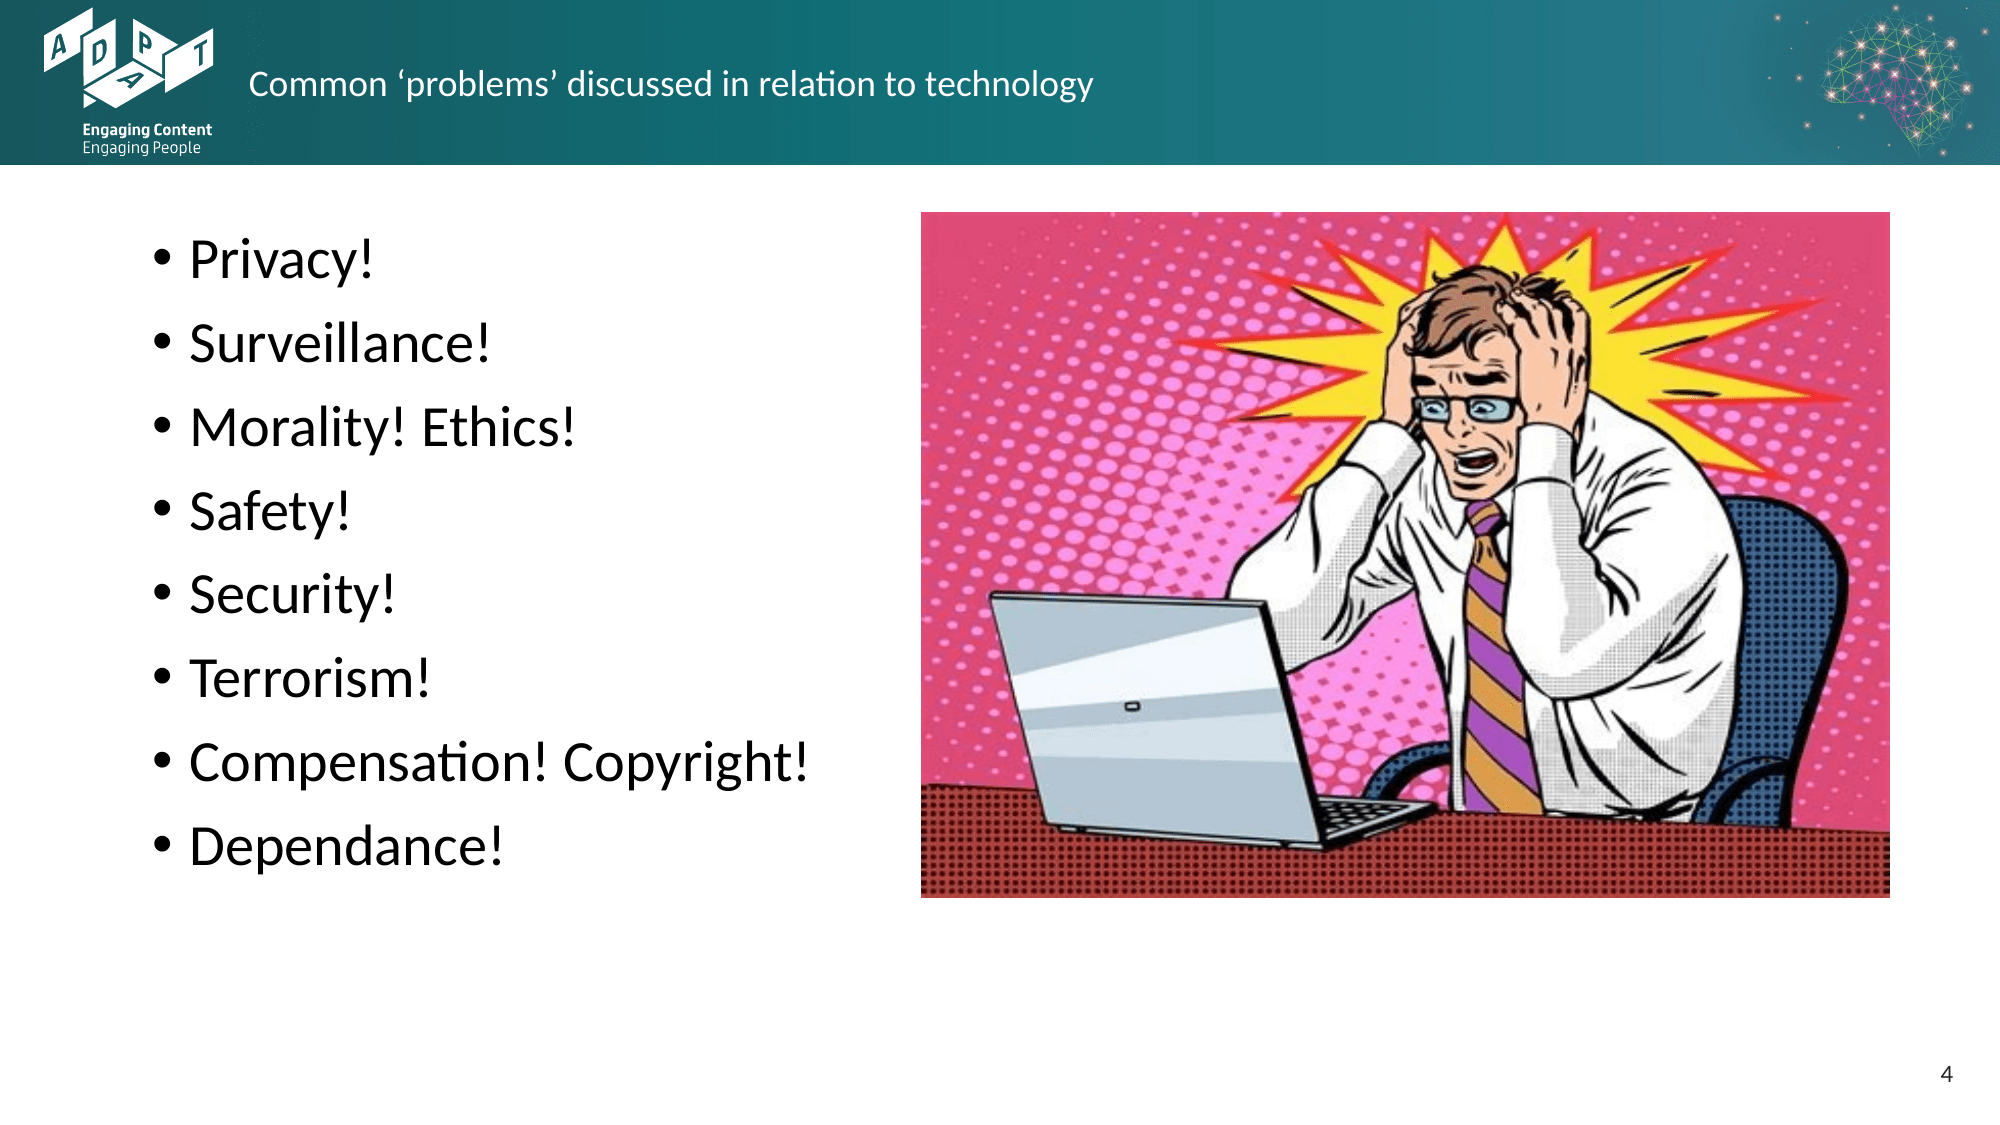 ADAPT
Engaging Content
Engaging People
Common ‘problems’ discussed in relation to technology
• Privacy!
• Surveillance!
• Morality! Ethics!
• Safety!
• Security!
• Terrorism!
• Compensation! Copyright!
• Dependance!
4